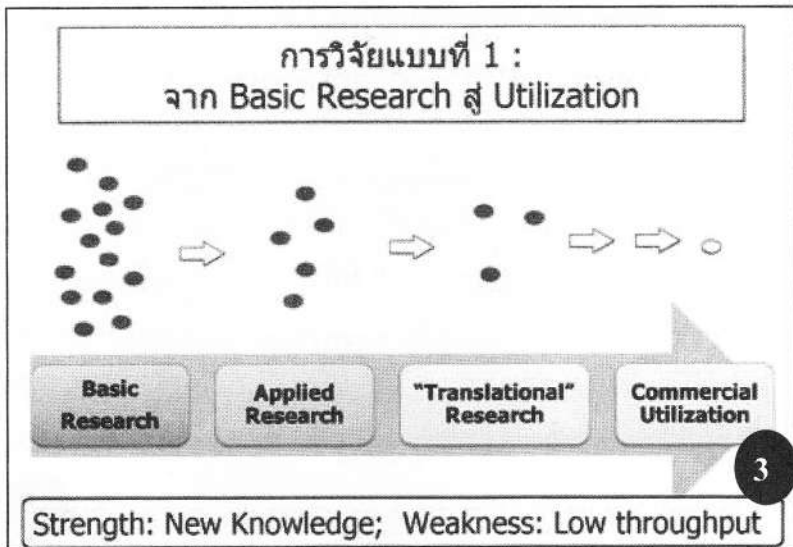 การวิจัยแบบที่ 1 :
จาก Basic Research สู่ Utilization
Basic
Research
Applied
Research
"Translational"
Research
Commercial
Utilization
3
Strength: New Knowledge; Weakness: Low throughput